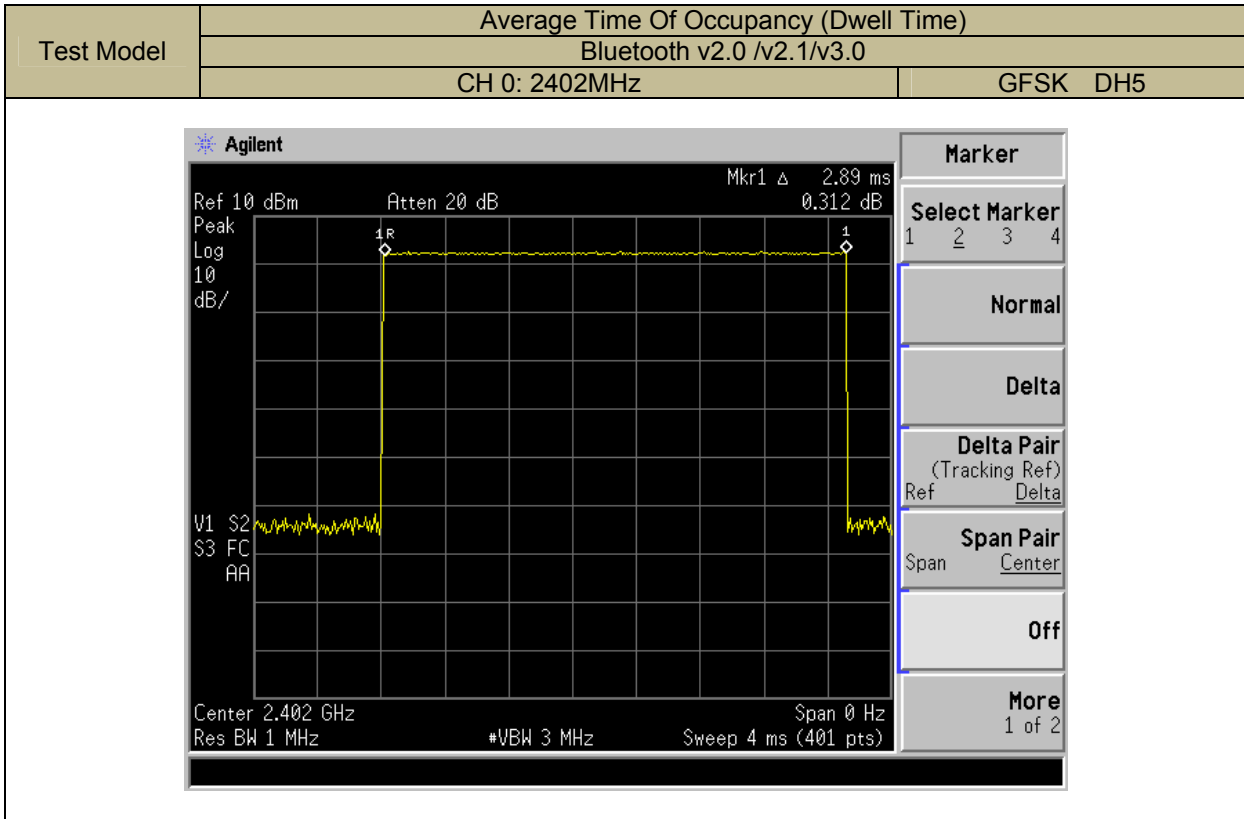 Test Model
Average Time Of Occupancy (Dwell Time)
Bluetooth v2.0 /v2.1/v3.0
CH 0: 2402MHz
GFSK DH5
Agilent
Mkr1 Δ 2.89 ms
Ref 10 dBm Atten 20 dB 0.312 dB
Peak
Log
10
dB/
1R
1
V1 S2
S3 FC
AA
Center 2.402 GHz Span 0 Hz
Res BW 1 MHz #VBW 3 MHz Sweep 4 ms (401 pts)
Marker
Select Marker
1 2 3 4
Normal
Delta
Delta Pair
(Tracking Ref)
Ref Delta
Span Pair
Span Center
Off
More
1 of 2